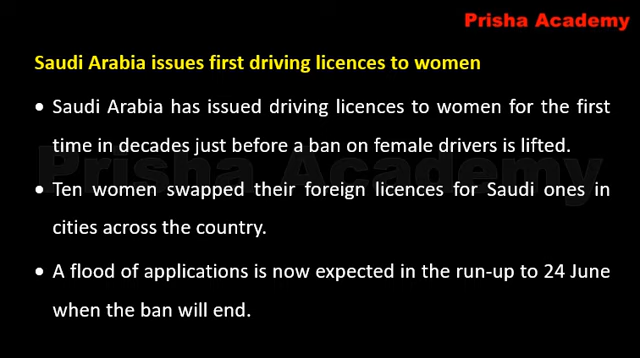 Prisha Academy
Saudi Arabia issues first driving licences to women
• Saudi Arabia has issued driving licences to women for the first
time in decades just before a ban on female drivers is lifted.
Prisha Academy
• Ten women swapped their foreign licences for Saudi ones in
cities across the country.
• A flood of applications is now expected in the run-up to 24 June
when the ban will end.